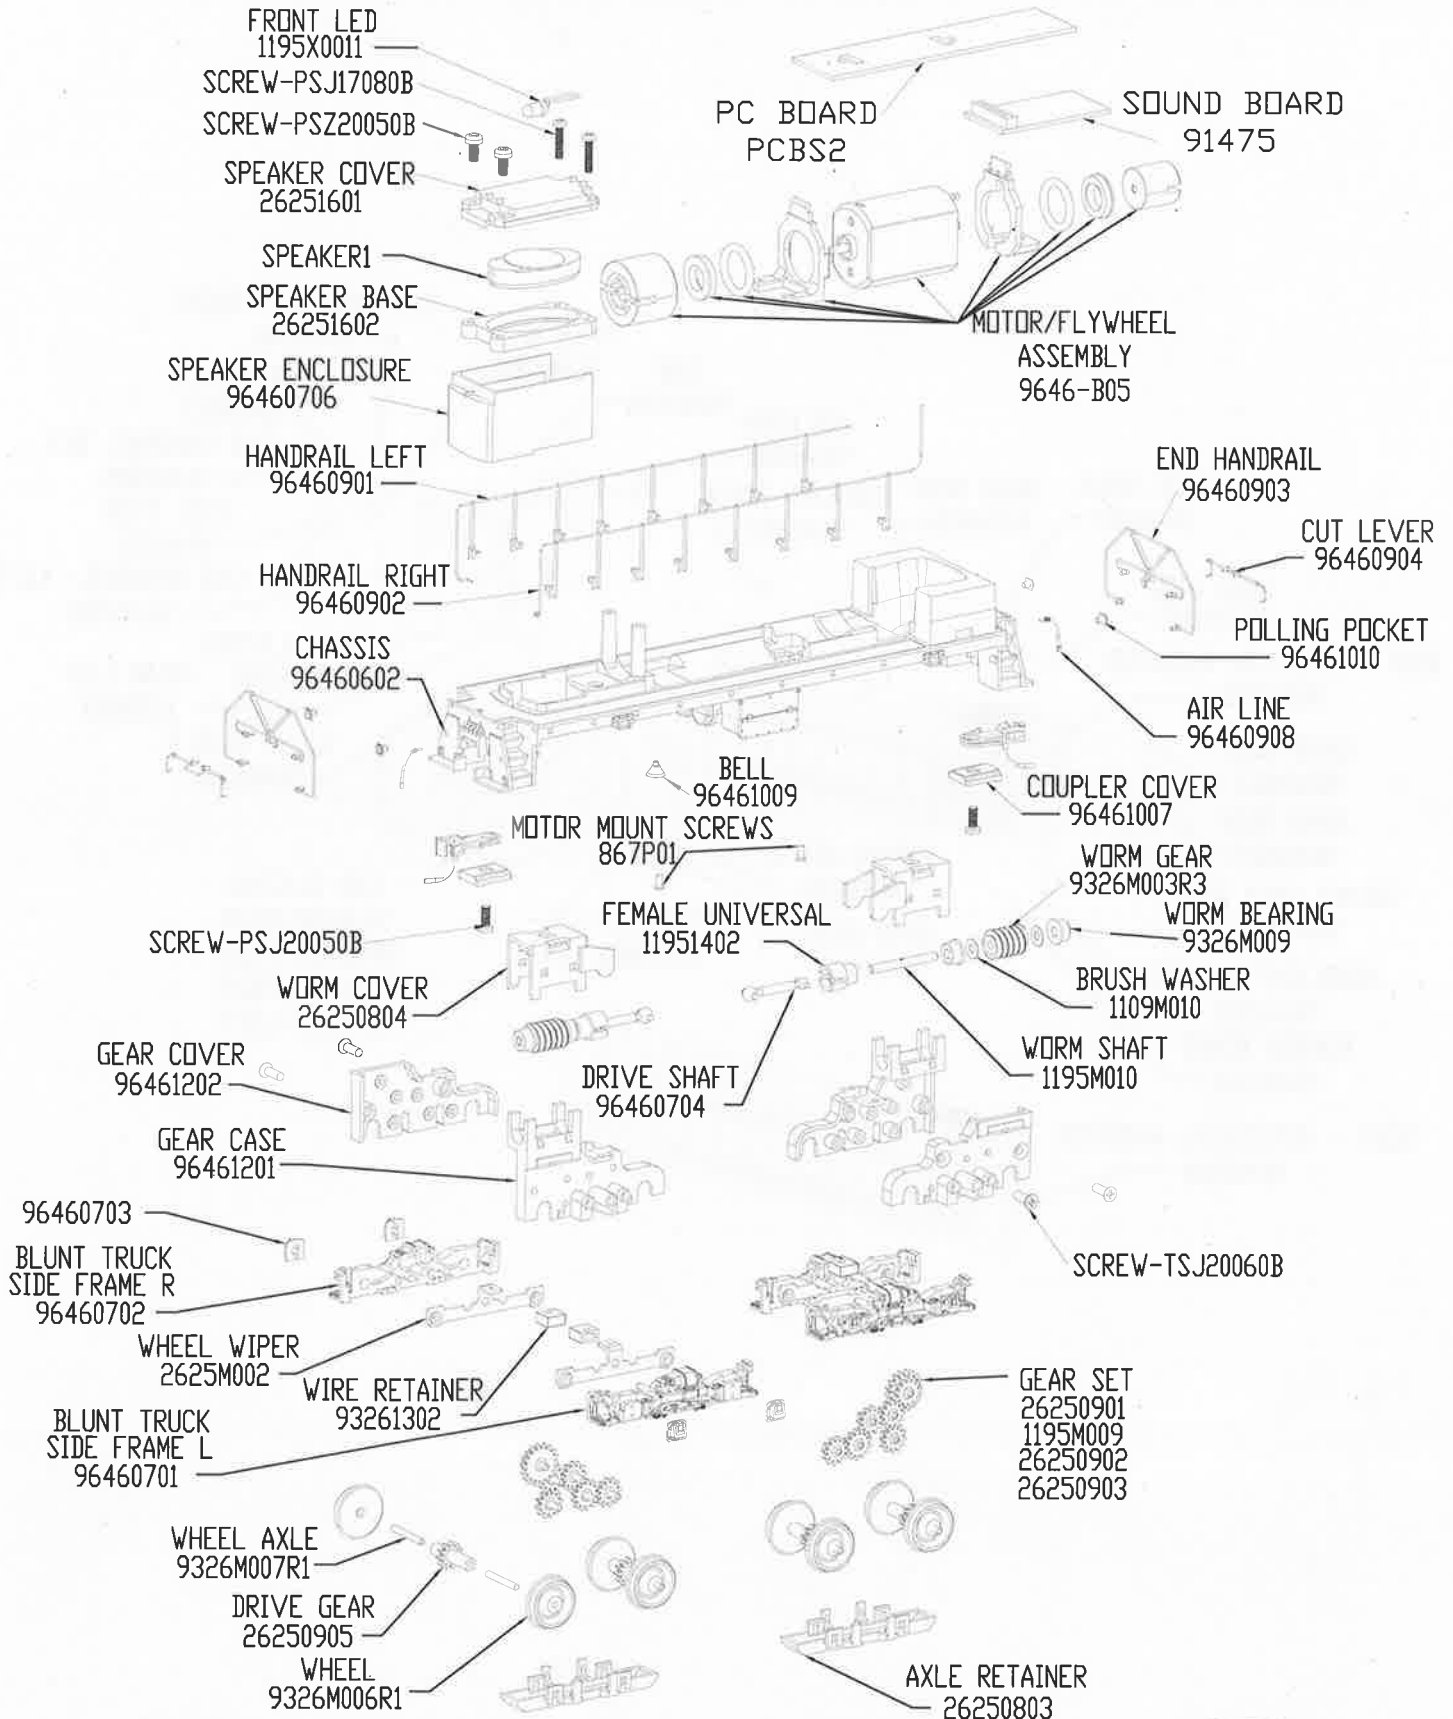 FRONT LED
1195X0011
SCREW-PSJ17080B
SCREW-PSZ20050B
SPEAKER COVER
26251601
SPEAKER1
SPEAKER BASE
26251602
SPEAKER ENCLOSURE
96460706
PC BOARD
PCBS2
SOUND BOARD
91475
MOTOR/FLYWHEEL
ASSEMBLY
9646-B05
HANDRAIL LEFT
96460901
HANDRAIL RIGHT
96460902
CHASSIS
96460602
END HANDRAIL
96460903
CUT LEVER
96460904
POLLING POCKET
96461010
AIR LINE
96460908
BELL
96461009
COUPLER COVER
96461007
MOTOR MOUNT SCREWS
867P01
WORM GEAR
9326M003R3
WORM BEARING
9326M009
FEMALE UNIVERSAL
11951402
SCREW-PSJ20050B
WORM COVER
26250804
BRUSH WASHER
1109M010
WORM SHAFT
1195M010
DRIVE SHAFT
96460704
GEAR COVER
96461202
GEAR CASE
96461201
96460703
BLUNT TRUCK
SIDE FRAME R
96460702
WHEEL WIPER
2625M002
WIRE RETAINER
93261302
BLUNT TRUCK
SIDE FRAME L
96460701
SCREW-TSJ20060B
GEAR SET
26250901
1195M009
26250902
26250903
WHEEL AXLE
9326M007R1
DRIVE GEAR
26250905
WHEEL
9326M006R1
AXLE RETAINER
26250803